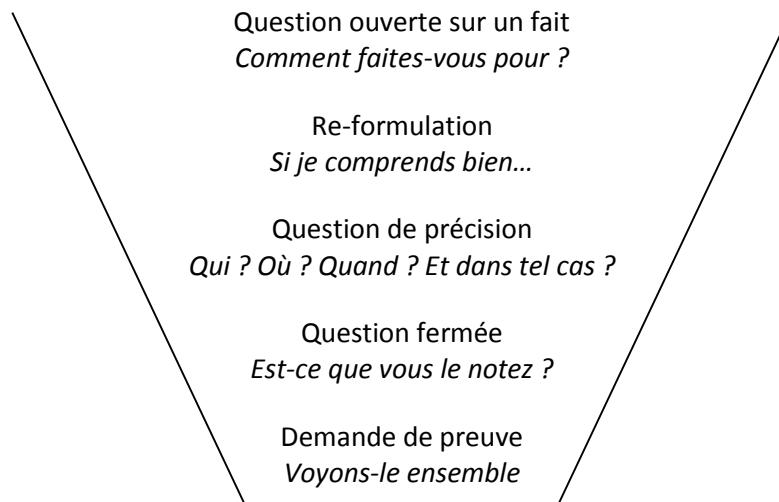 Question ouverte sur un fait
Comment faites-vous pour ?
Re-formulation
Si je comprends bien…
Question de précision
Qui ? Où ? Quand ? Et dans tel cas ?
Question fermée
Est-ce que vous le notez ?
Demande de preuve
Voyons-le ensemble